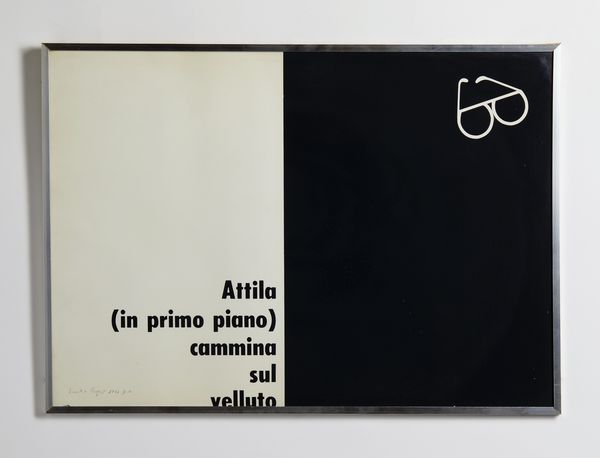 Attila
(in primo piano)
cammina
sul
velluto